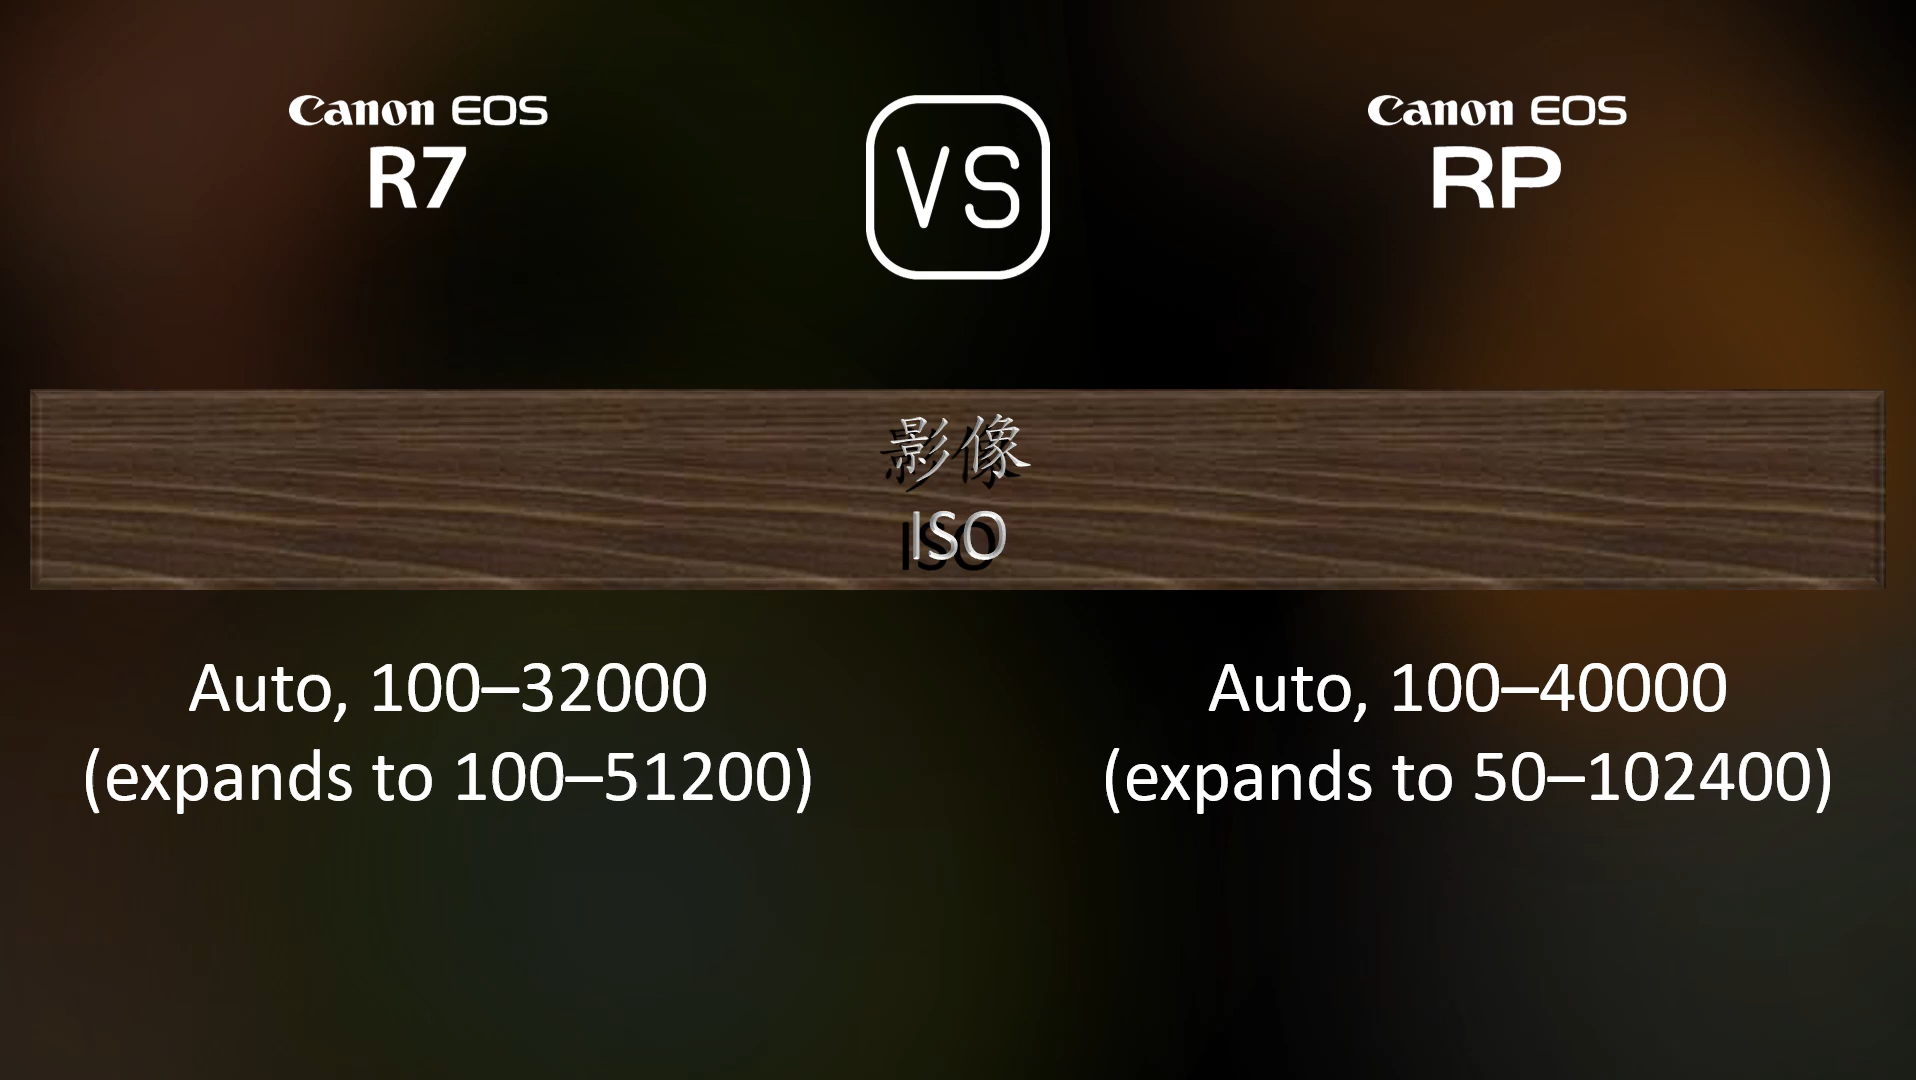 Canon EOS
R7
VS
Canon EOS
RP
影像
ISO
Auto, 100–32000
(expands to 100–51200)
Auto, 100–40000
(expands to 50–102400)